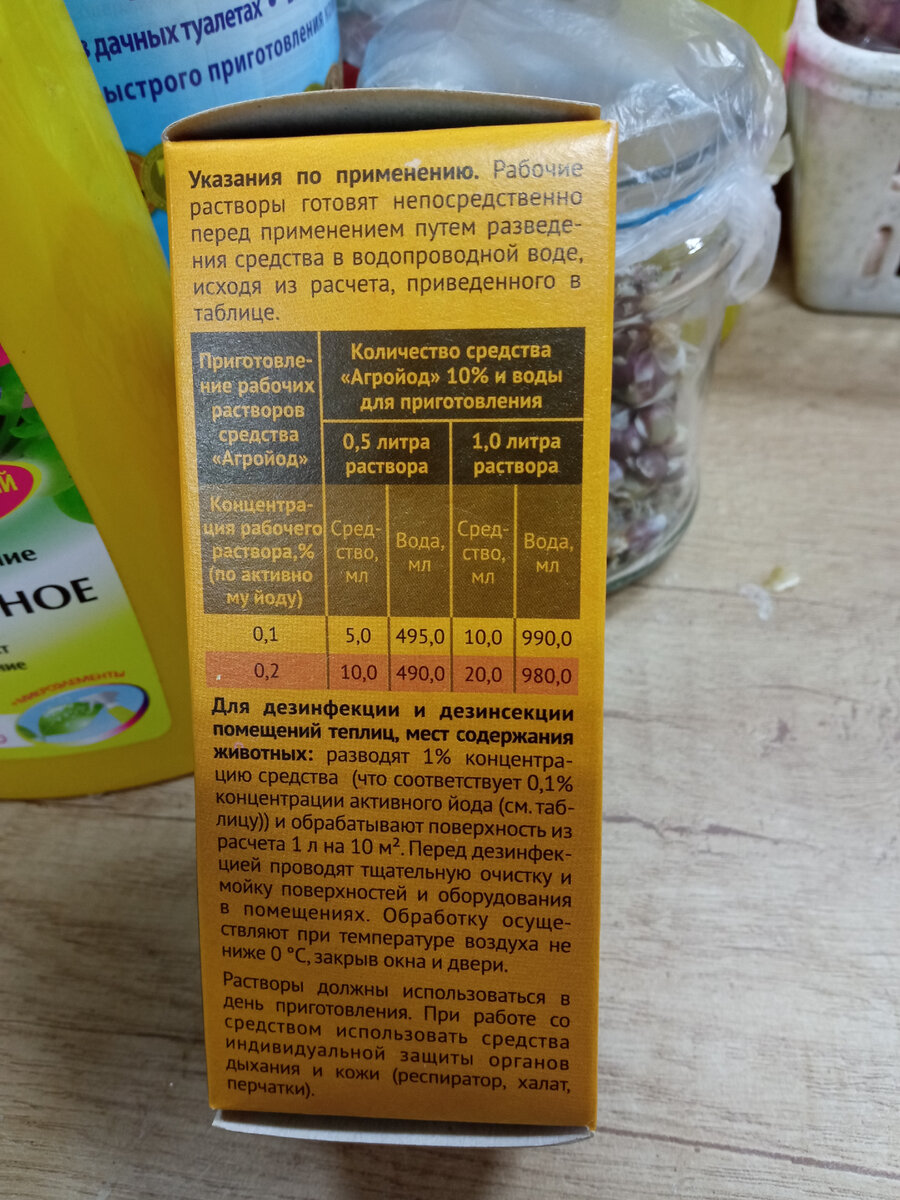 в дачных туалетах •
ыстрого приготовления
Указания по применению. Рабочие
растворы готовят непосредственно
перед применением путем разведе-
ния средства в водопроводной воде,
исходя из расчета, приведенного в
таблице.
Приготовле-
ние рабочих
растворов
средства
«Агройод»
Количество средства
«Агройод» 10% и воды
для приготовления
0,5 литра
раствора
1,0 литра
раствора
Концентра-
ция рабочего
раствора,%
(по активно
му йоду)
Сред-
ство,
мл
Вода,
мл
Сред-
ство,
мл
Вода,
мл
0,1 5,0 495,0 10,0 990,0
0,2 10,0 490,0 20,0 980,0
Для дезинфекции и дезинсекции
помещений теплиц, мест содержания
животных: разводят 1% концентра-
цию средства (что соответствует 0,1%
концентрации активного йода (см. таб-
лицу)) и обрабатывают поверхность из
расчета 1 л на 10 м². Перед дезинфек-
цией проводят тщательную очистку и
мойку поверхностей и оборудования
в помещениях. Обработку осуще-
ствляют при температуре воздуха не
ниже 0 °С, закрыв окна и двери.
Растворы должны использоваться в
день приготовления. При работе со
средством использовать средства
индивидуальной защиты органов
дыхания и кожи (респиратор, халат,
перчатки).
ИЙ
ние
НОЕ
ст
ние
+МИКРОЭЛЕМЕНТЫ